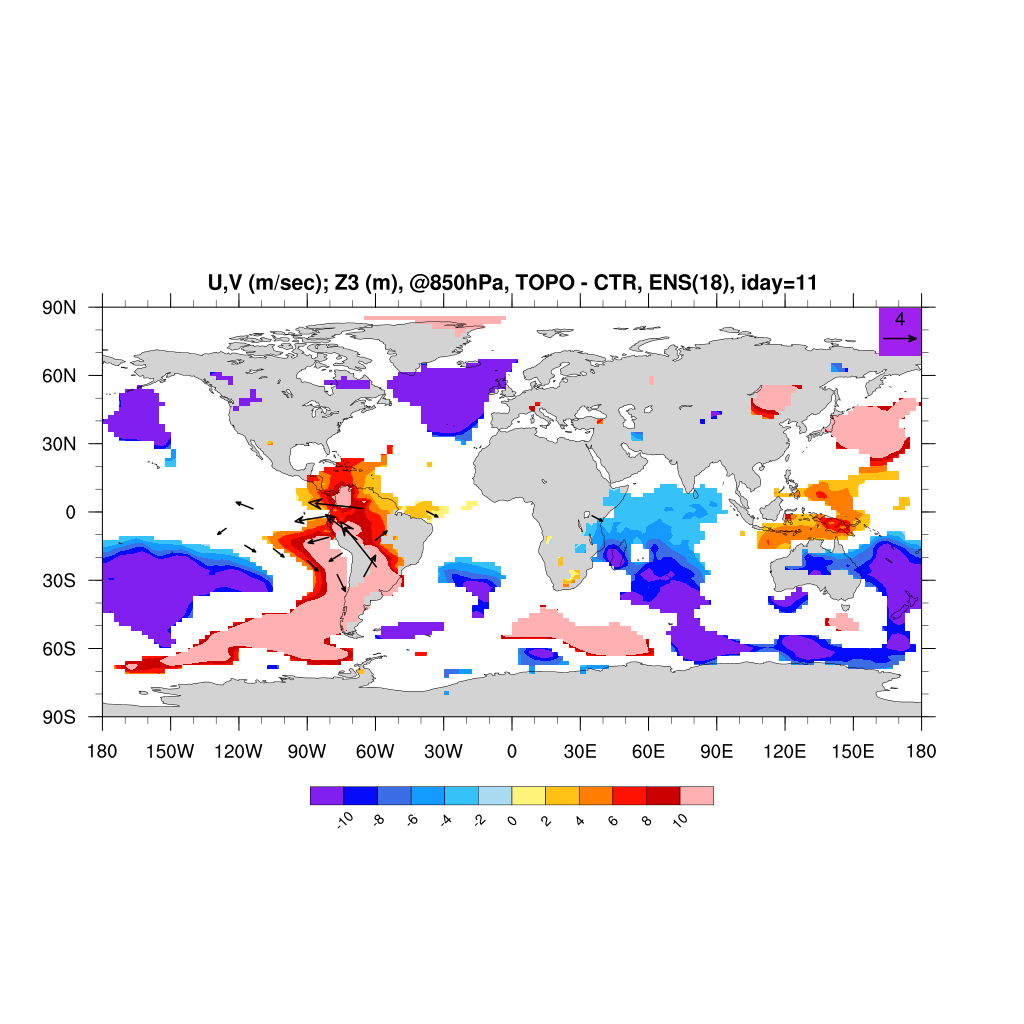 U,V (m/sec); Z3 (m), @850hPa, TOPO - CTR, ENS(18), iday=11
4
90N
60N
30N
0
30S
60S
90S
180 150W 120W 90W 60W 30W 0 30E 60E 90E 120E 150E 180
-10 -8 -6 -4 -2 0 2 4 6 8 10